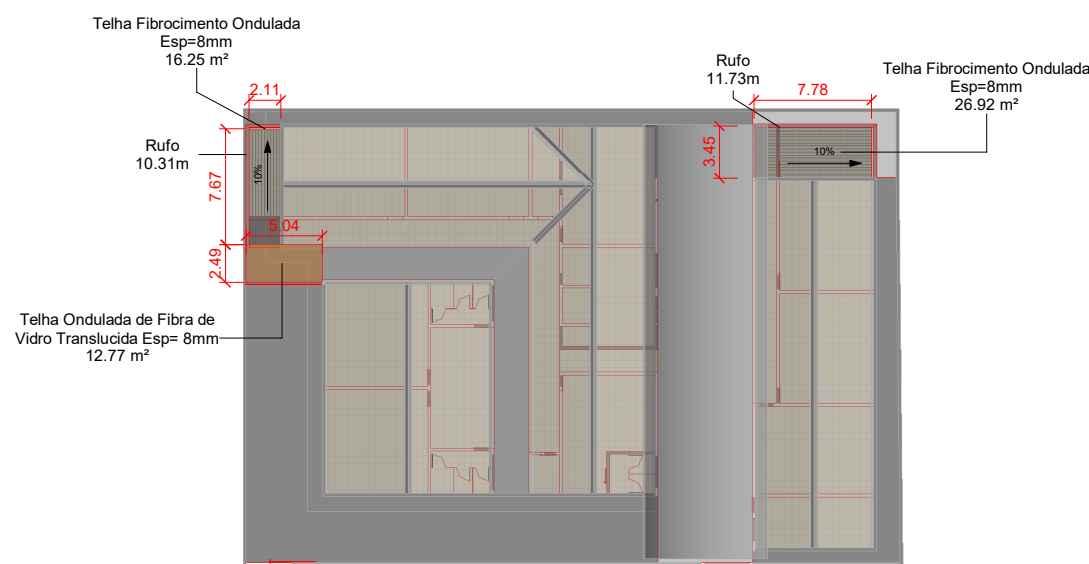 Telha Fibrocimento Ondulada
Esp=8mm
16.25 m²
2.11
Rufo
10.31m
7.67
10%
5.04
2.49
Telha Ondulada de Fibra de
Vidro Translucida Esp= 8mm
12.77 m²
Rufo
11.73m
7.78
Telha Fibrocimento Ondulada
Esp=8mm
26.92 m²
3.45
10%